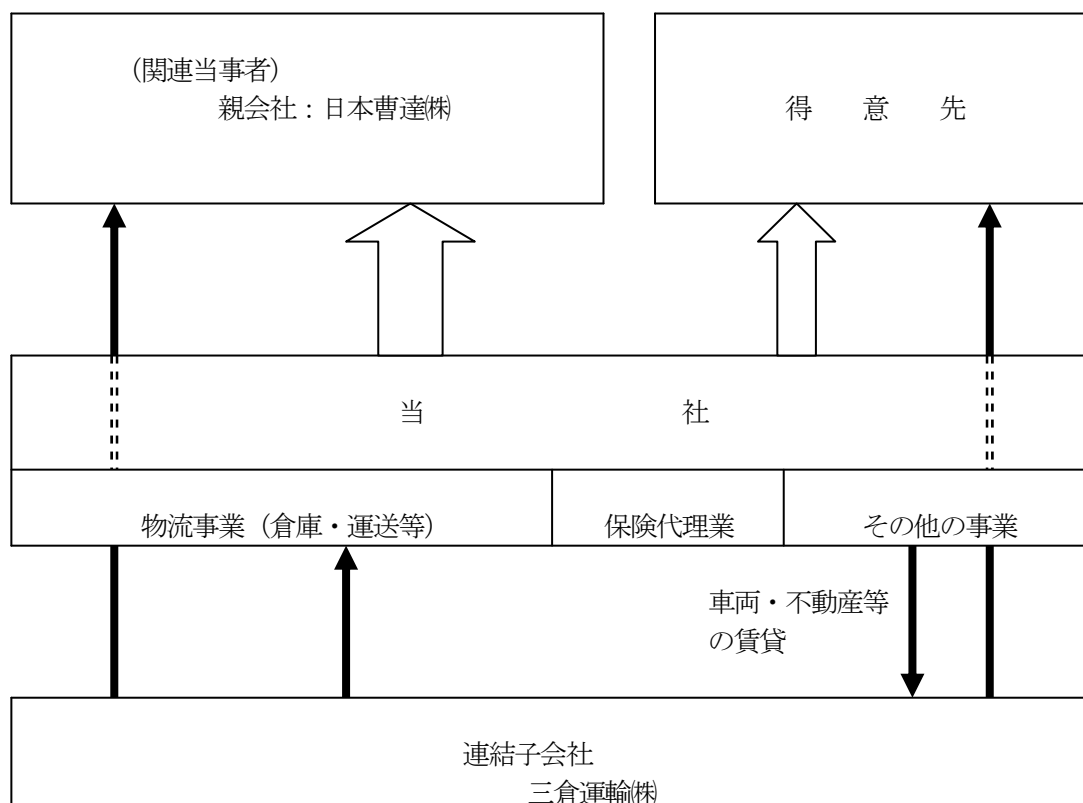 (関連当事者)
親会社：日本曹達㈱
得意先
当社
物流事業（倉庫・運送等）
保険代理業
その他の事業
車両・不動産等
の賃貸
連結子会社
三倉運輸㈱